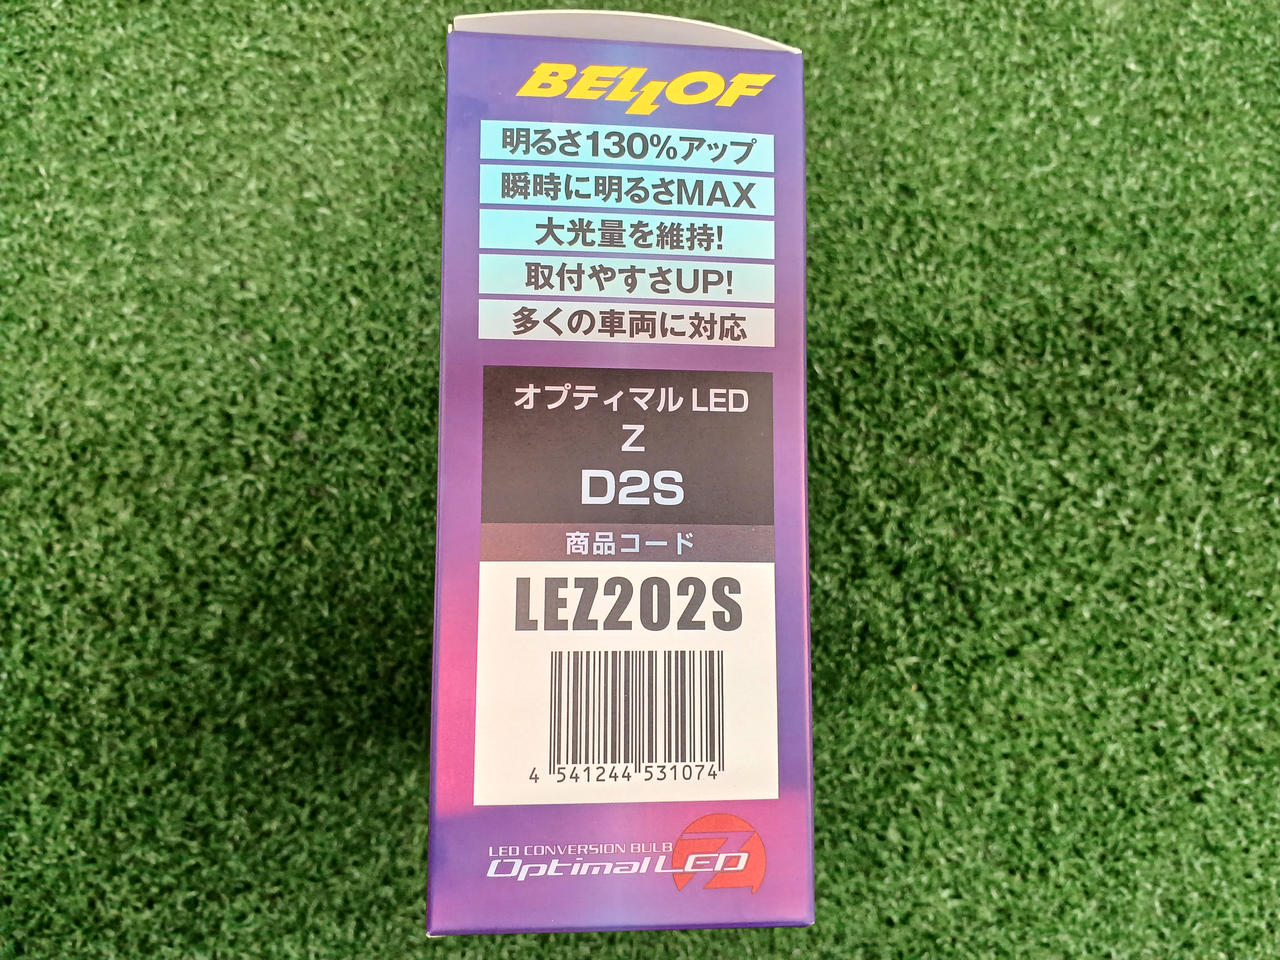 BELLOF
明るさ130%アップ
瞬時に明るさMAX
大光量を維持!
取付やすさUP!
多くの車両に対応
オプティマル LED
Z
D2S
商品コード
LEZ202S
4 541244 531074
LED CONVERSION BULB
Optimal LED Z